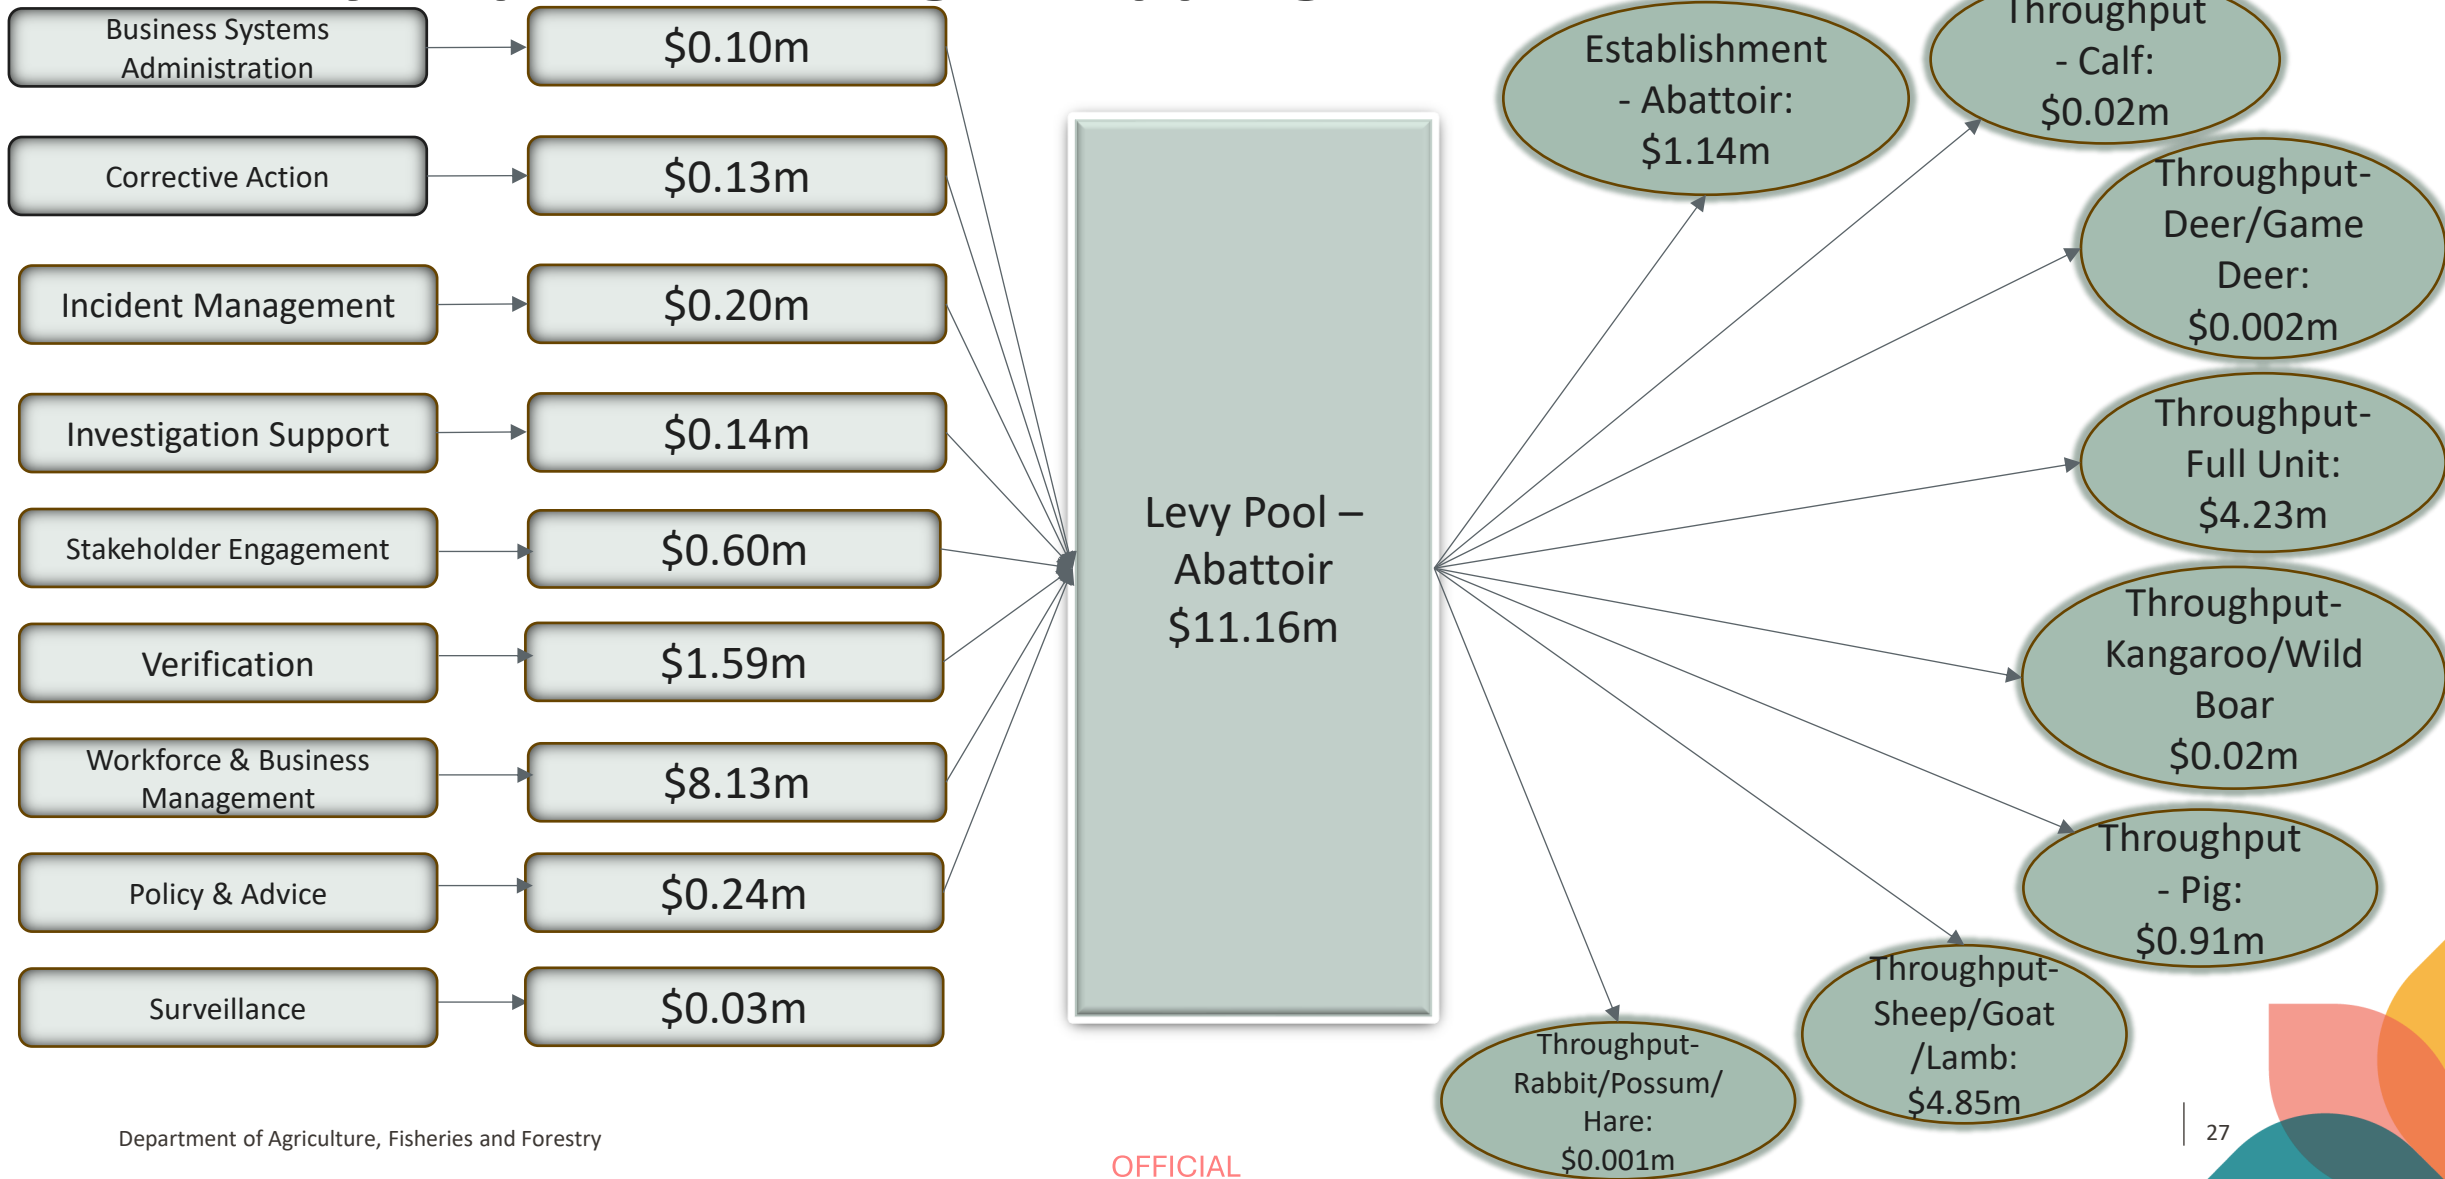 Business Systems
Administration
$0.10m
Corrective Action
$0.13m
Incident Management
$0.20m
Investigation Support
$0.14m
Stakeholder Engagement
$0.60m
Verification
$1.59m
Workforce & Business
Management
$8.13m
Policy & Advice
$0.24m
Surveillance
$0.03m
Levy Pool –
Abattoir
$11.16m
Establishment
- Abattoir:
$1.14m
Throughput
- Calf:
$0.02m
Throughput-
Deer/Game
Deer:
$0.002m
Throughput-
Full Unit:
$4.23m
Throughput-
Kangaroo/Wild
Boar
$0.02m
Throughput
- Pig:
$0.91m
Throughput-
Sheep/Goat
/Lamb:
$4.85m
Throughput-
Rabbit/Possum/
Hare:
$0.001m
Department of Agriculture, Fisheries and Forestry
OFFICIAL
27